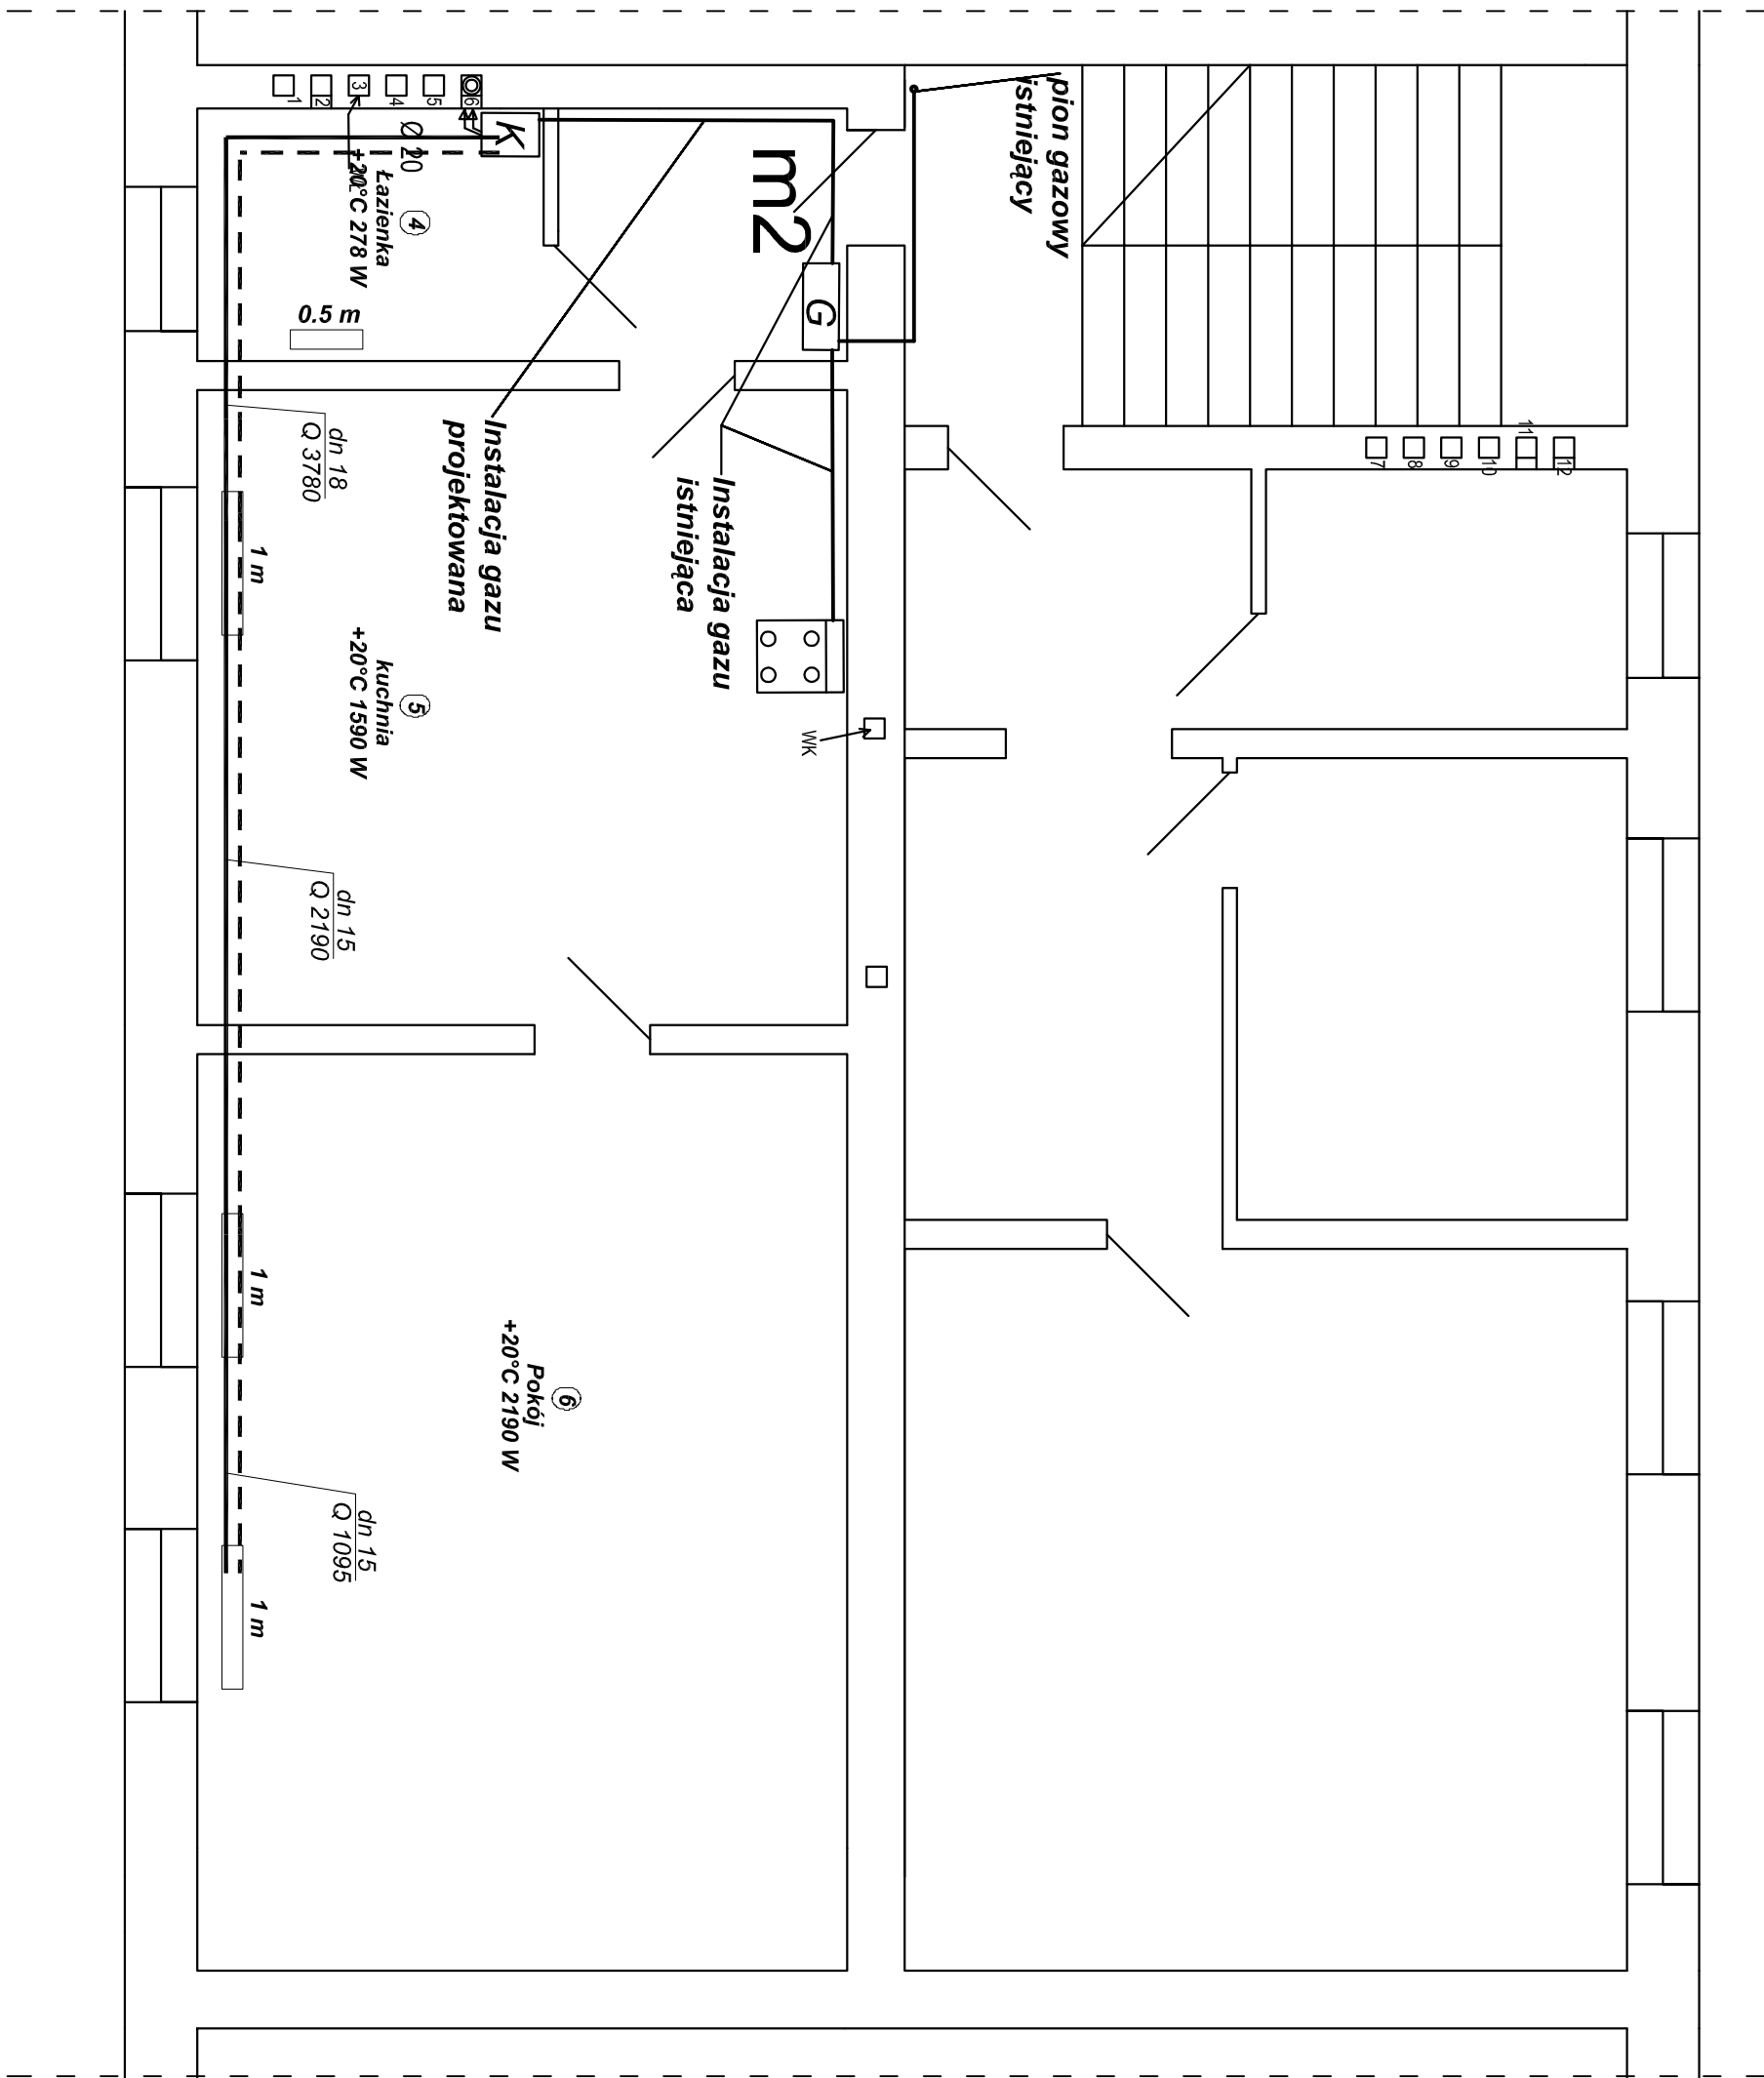 pion gazowy
istniejący
1
2
3
4
5
6
K
Ø 20
4
Łazienka
+20°C 278 W
0.5 m
m2
G
dn 18
Q 3780
Instalacja gazu
projektowana
Instalacja gazu
istniejąca
7
8
9
10
11
12
1 m
5
kuchnia
+20°C 1590 W
WK
dn 15
Q 2190
1 m
6
Pokój
+20°C 2190 W
dn 15
Q 1095
1 m